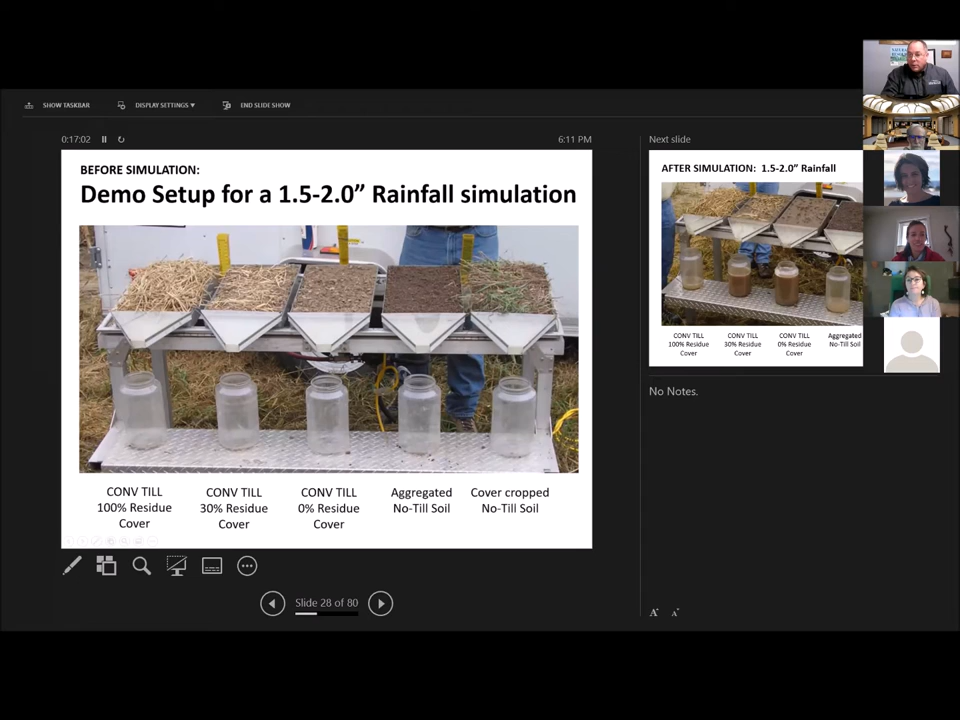 SHOW TASKBAR
DISPLAY SETTINGS ▾
END SLIDE SHOW
0:17:02
6:11 PM
BEFORE SIMULATION:
Demo Setup for a 1.5-2.0” Rainfall simulation
CONV TILL
100% Residue
Cover
CONV TILL
30% Residue
Cover
CONV TILL
0% Residue
Cover
Aggregated
No-Till Soil
Cover cropped
No-Till Soil
Slide 28 of 80
Next slide
AFTER SIMULATION: 1.5-2.0” Rainfall
CONV TILL
100% Residue
Cover
CONV TILL
30% Residue
Cover
CONV TILL
0% Residue
Cover
Aggregated
No-Till Soil
No Notes.
A
A